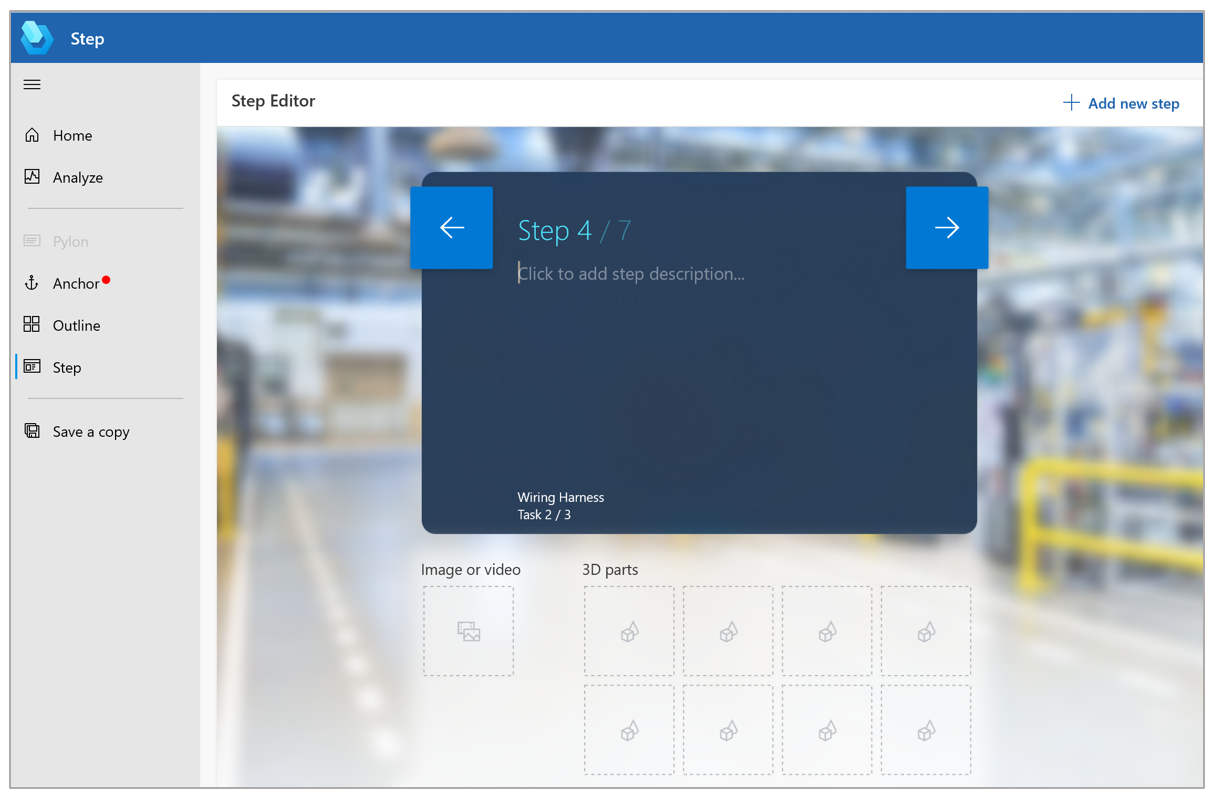 Step
Home
Analyze
Pylon
Anchor
Outline
Step
Save a copy
Step Editor
Add new step
Step 4 / 7
Click to add step description...
Wiring Harness
Task 2 / 3
Image or video
3D parts